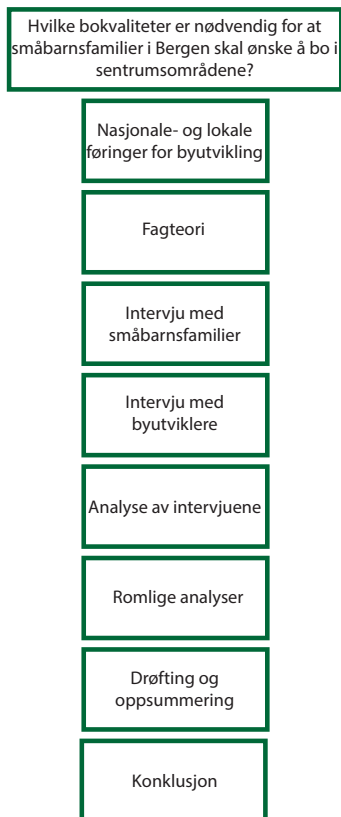 Hvilke bokvaliteter er nødvendig for at
småbarnsfamilier i Bergen skal ønske å bo i
sentrumsområdene?
Nasjonale- og lokale
føringer for byutvikling
Fagteori
Intervju med
småbarnsfamilier
Intervju med
byutviklere
Analyse av intervjuene
Romlige analyser
Drøfting og
oppsummering
Konklusjon